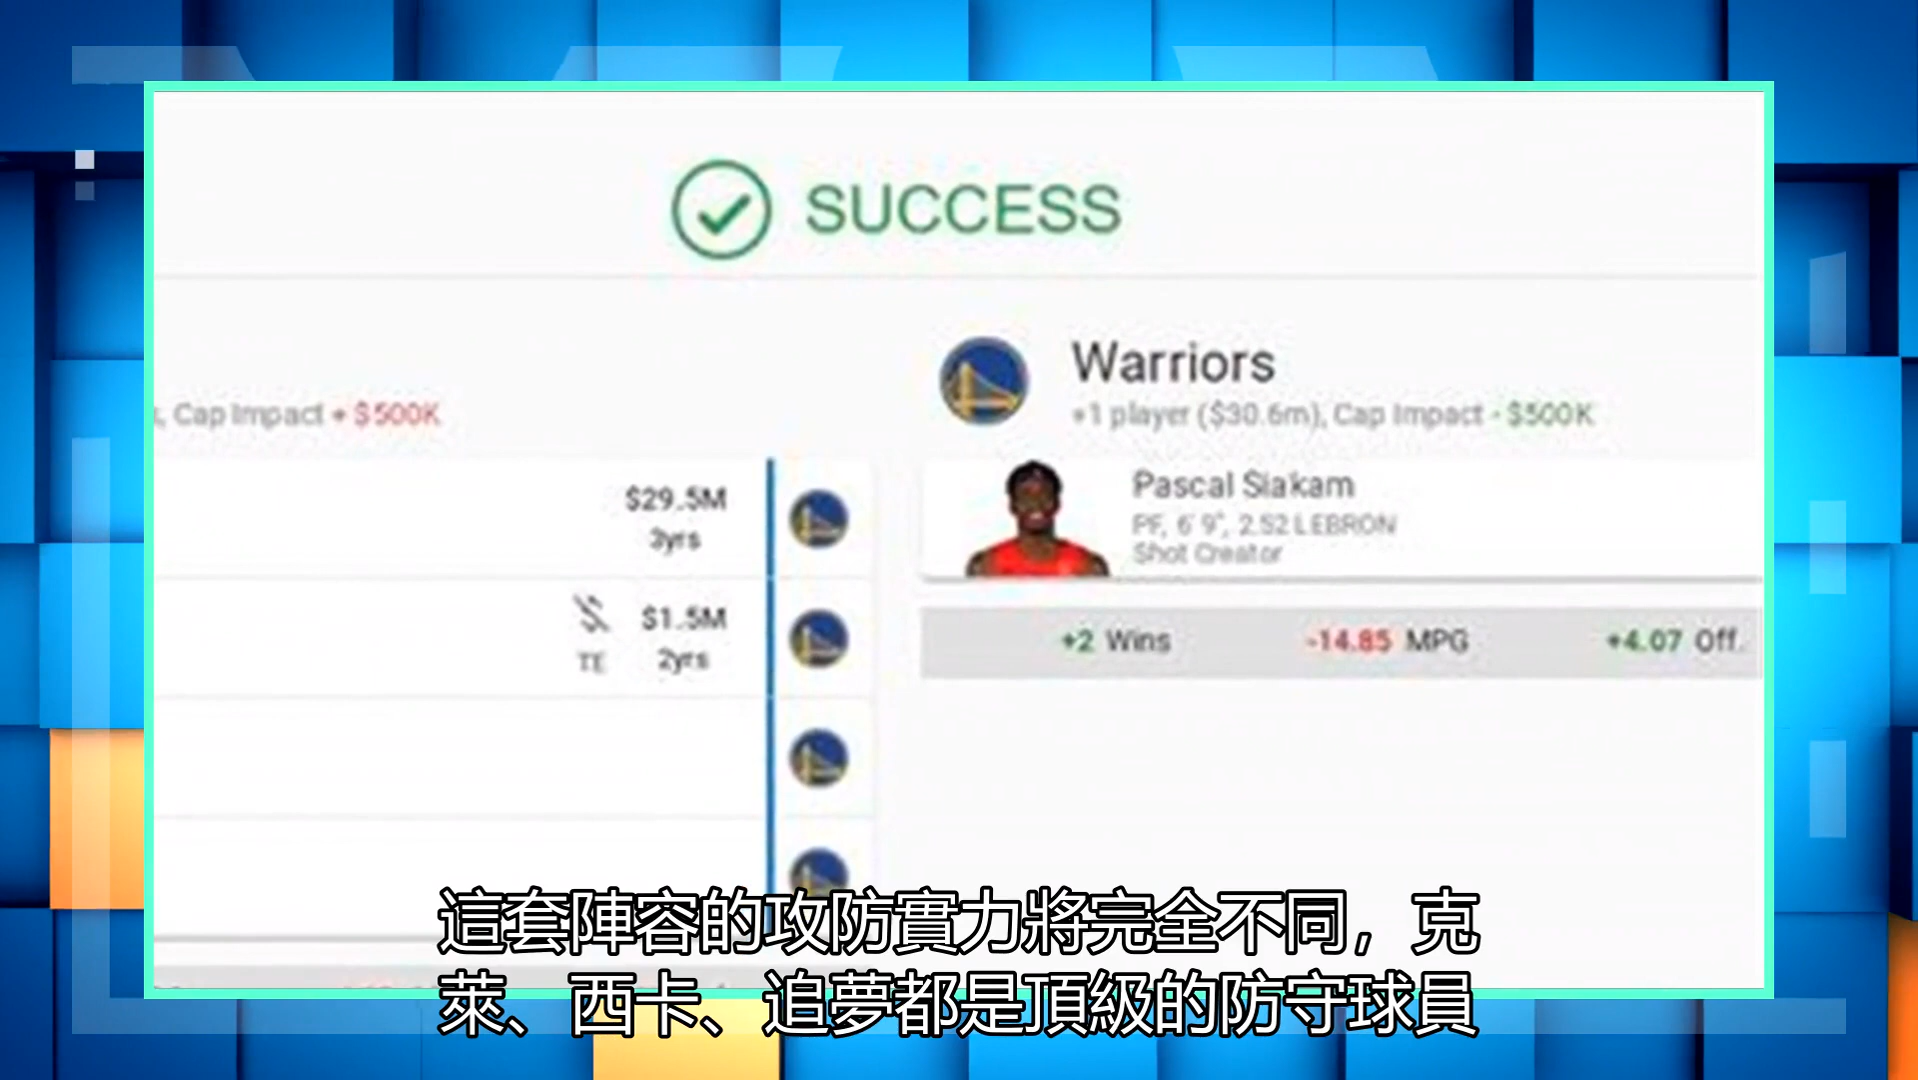 SUCCESS
Warriors
, Cap Impact + $500K
+1 player ($30.6m), Cap Impact - $500K
$29.5M
3yrs
Pascal Siakam
PF, 6' 9", 2.52 LEBRON
Shot Creator
$1.5M
TE 2yrs
+2 Wins -14.85 MPG +4.07 Off.
這套陣容的攻防實力將完全不同，克
萊、西卡、追夢都是頂級的防守球員